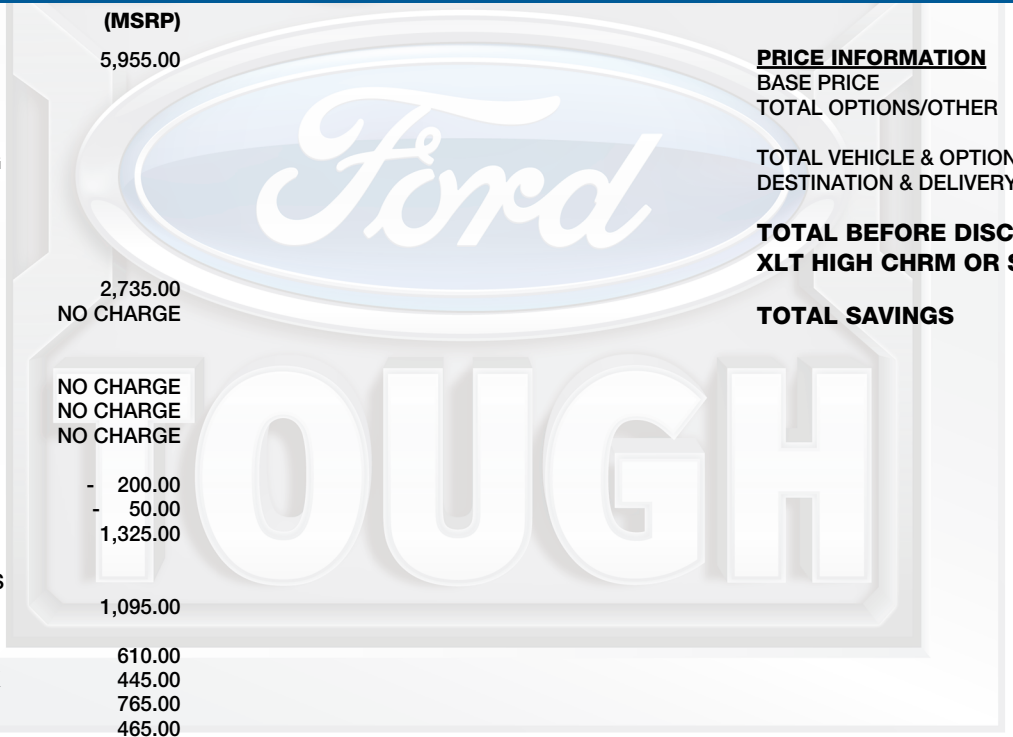 (MSRP)
5,955.00
2,735.00
NO CHARGE
NO CHARGE
NO CHARGE
NO CHARGE
- 200.00
- 50.00
1,325.00
S
1,095.00
610.00
445.00
765.00
465.00
PRICE INFORMATION
BASE PRICE
TOTAL OPTIONS/OTHER
TOTAL VEHICLE & OPTION
DESTINATION & DELIVERY
TOTAL BEFORE DISC
XLT HIGH CHRM OR S
TOTAL SAVINGS
Ford
TOUGH